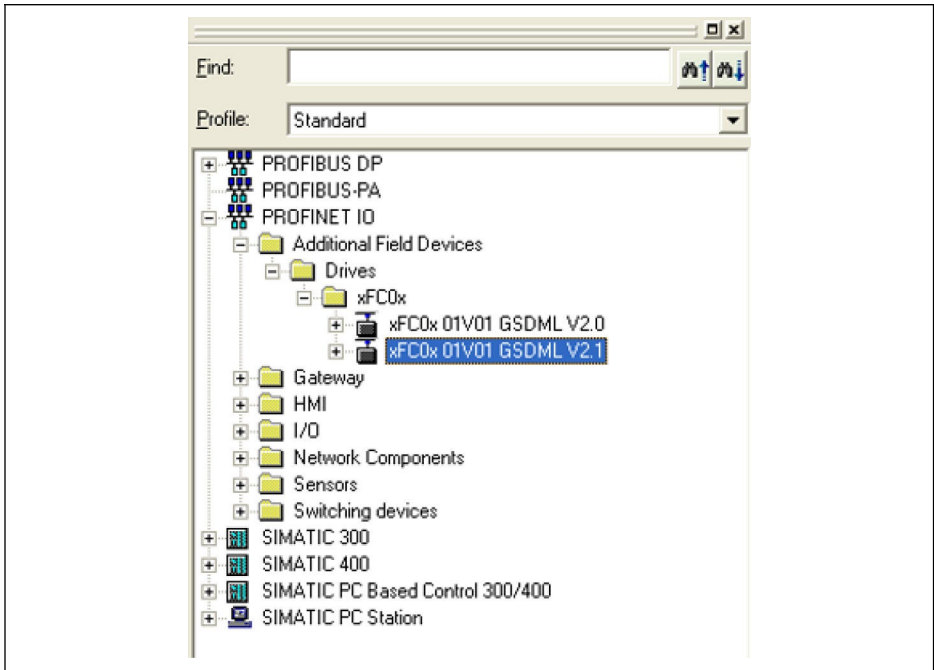 Find:
Profile: Standard
PROFIBUS DP
PROFIBUS-PA
PROFINET IO
Additional Field Devices
Drives
xFC0x
xFC0x 01V01 GSDML V2.0
xFC0x 01V01 GSDML V2.1
Gateway
HMI
I/O
Network Components
Sensors
Switching devices
SIMATIC 300
SIMATIC 400
SIMATIC PC Based Control 300/400
SIMATIC PC Station